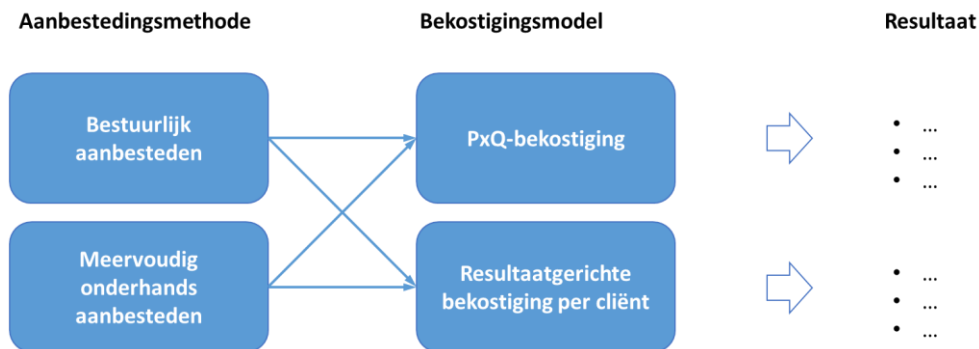 Aanbestedingsmethode
Bekostigingsmodel
Resultaat
Bestuurlijk
aanbesteden
PxQ-bekostiging
• ...
• ...
• ...
Meervoudig
onderhands
aanbesteden
Resultaatgerichte
bekostiging per cliënt
• ...
• ...
• ...